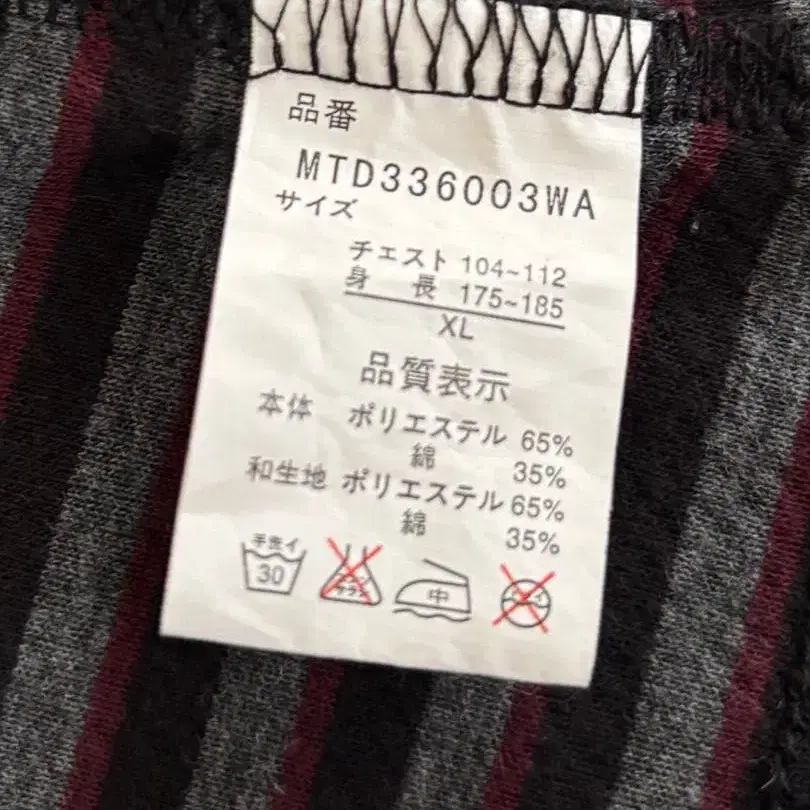 品番
MTD336003WA
サイズ
チェスト 104~112
身 長 175~185
XL
品質表示
本体 ポリエステル 65%
綿 35%
和生地 ポリエステル 65%
綿 35%
手洗イ
30
中